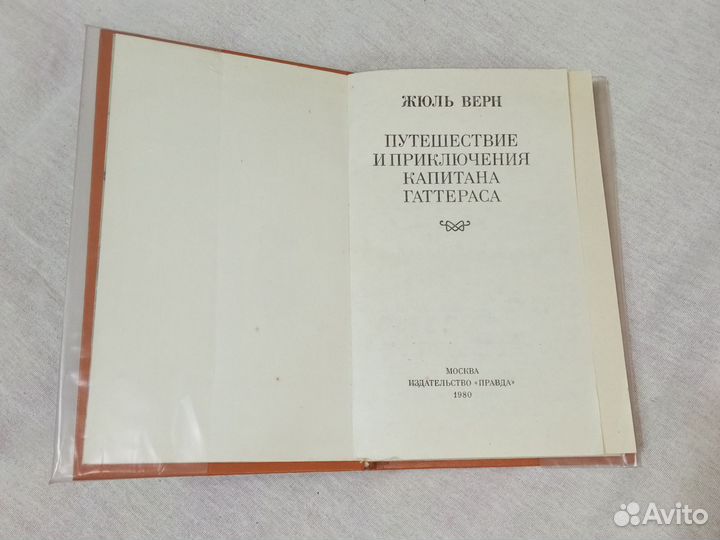 ЖЮЛЬ ВЕРН
ПУТЕШЕСТВИЕ
И ПРИКЛЮЧЕНИЯ
КАПИТАНА
ГАТТЕРАСА
МОСКВА
ИЗДАТЕЛЬСТВО «ПРАВДА»
1980
Avito